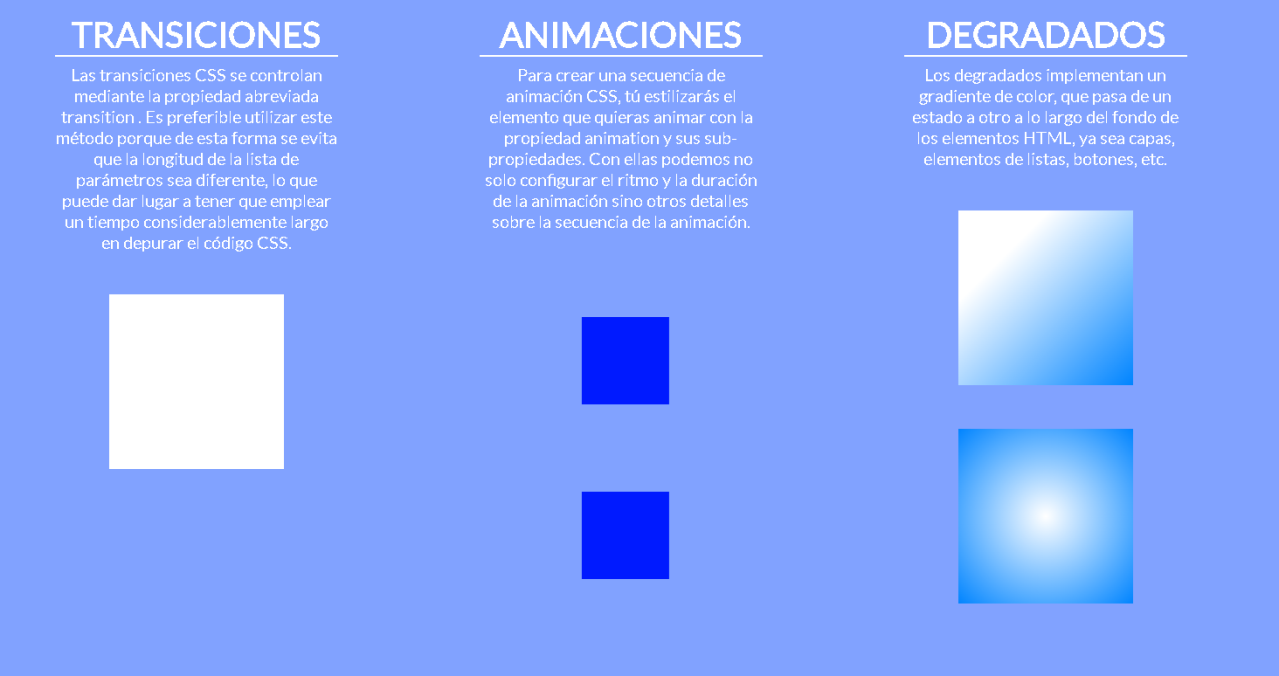 TRANSICIONES
Las transiciones CSS se controlan
mediante la propiedad abreviada
transition . Es preferible utilizar este
método porque de esta forma se evita
que la longitud de la lista de
parámetros sea diferente, lo que
puede dar lugar a tener que emplear
un tiempo considerablemente largo
en depurar el código CSS.
ANIMACIONES
Para crear una secuencia de
animación CSS, tú estilizarás el
elemento que quieras animar con la
propiedad animation y sus sub-
propiedades. Con ellas podemos no
solo configurar el ritmo y la duración
de la animación sino otros detalles
sobre la secuencia de la animación.
DEGRADADOS
Los degradados implementan un
gradiente de color, que pasa de un
estado a otro a lo largo del fondo de
los elementos HTML, ya sea capas,
elementos de listas, botones, etc.